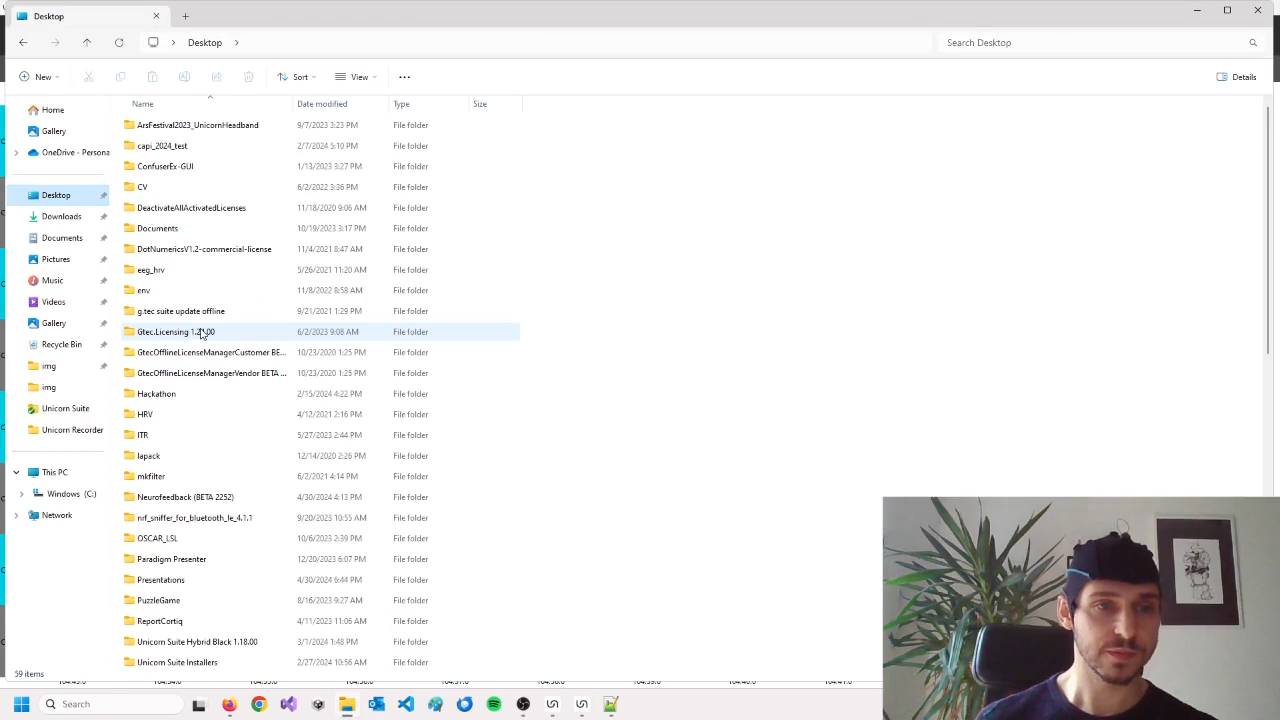 Desktop
Desktop
Search Desktop
New
Sort
View
Details
Name
Date modified
Type
Size
Home
Gallery
OneDrive - Persona
Desktop
Downloads
Documents
Pictures
Music
Videos
Gallery
Recycle Bin
img
img
Unicorn Suite
Unicorn Recorder
This PC
Windows (C:)
Network
ArsFestival2023_UnicornHeadband 9/7/2023 3:23 PM File folder
capi_2024_test 2/7/2024 5:10 PM File folder
ConfuserEx-GUI 1/13/2023 3:27 PM File folder
CV 6/2/2022 3:36 PM File folder
DeactivateAllActivatedLicenses 11/18/2020 9:06 AM File folder
Documents 10/19/2023 3:17 PM File folder
DotNumericsV1.2-commercial-license 11/4/2021 8:47 AM File folder
eeg_hrv 5/26/2021 11:20 AM File folder
env 11/8/2022 8:58 AM File folder
g.tec suite update offline 9/21/2021 1:29 PM File folder
Gtec.Licensing 6/2/2023 9:08 AM File folder
GtecOfflineLicenseManagerCustomer BE... 10/23/2020 1:25 PM File folder
GtecOfflineLicenseManagerVendor BETA ... 10/23/2020 1:25 PM File folder
Hackathon 2/15/2024 4:22 PM File folder
HRV 4/12/2021 2:16 PM File folder
ITR 5/27/2023 2:44 PM File folder
lapack 12/14/2020 2:26 PM File folder
mkfilter 6/2/2021 4:14 PM File folder
Neurofeedback (BETA 2252) 4/30/2024 4:13 PM File folder
nrf_sniffer_for_bluetooth_le_4.1.1 9/20/2023 10:55 AM File folder
OSCAR_LSL 10/6/2023 2:39 PM File folder
Paradigm Presenter 12/20/2023 6:07 PM File folder
Presentations 4/30/2024 6:44 PM File folder
PuzzleGame 8/16/2023 9:27 AM File folder
ReportCortiq 4/11/2023 11:06 AM File folder
Unicorn Suite Hybrid Black 1.18.00 3/1/2024 1:48 PM File folder
Unicorn Suite Installers 2/27/2024 10:56 AM File folder
59 items
Search